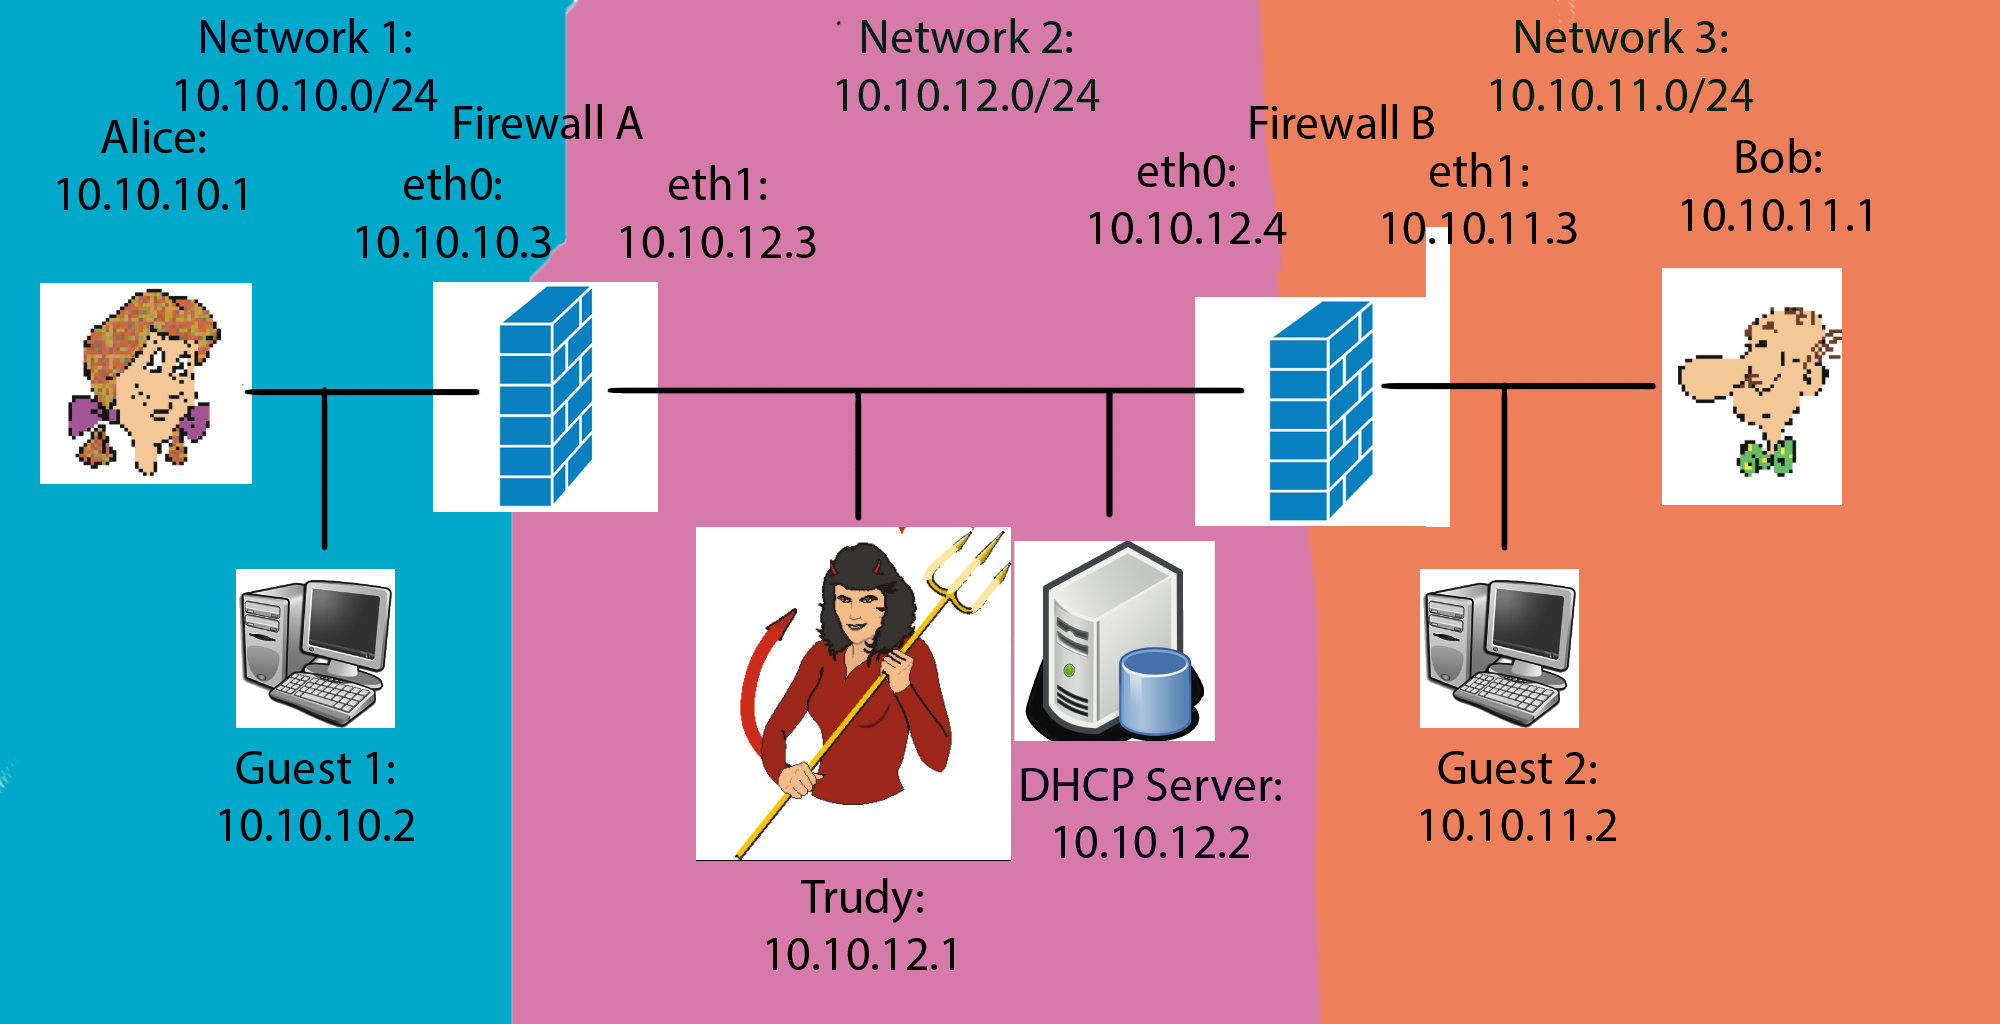 Network 1:
10.10.10.0/24
Network 2:
10.10.12.0/24
Network 3:
10.10.11.0/24
Alice:
10.10.10.1
Firewall A
eth0:
10.10.10.3
eth1:
10.10.12.3
Firewall B
eth0:
10.10.12.4
eth1:
10.10.11.3
Bob:
10.10.11.1
Guest 1:
10.10.10.2
Trudy:
10.10.12.1
DHCP Server:
10.10.12.2
Guest 2:
10.10.11.2